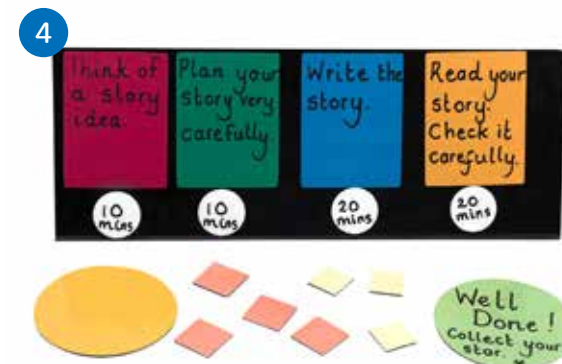 4
Think of
a story
idea.
10
mins
Plan your
story very
carefully.
10
mins
Write the
story.
20
mins
Read your
story.
Check it
carefully.
20
mins
Well
Done!
Collect your
star.